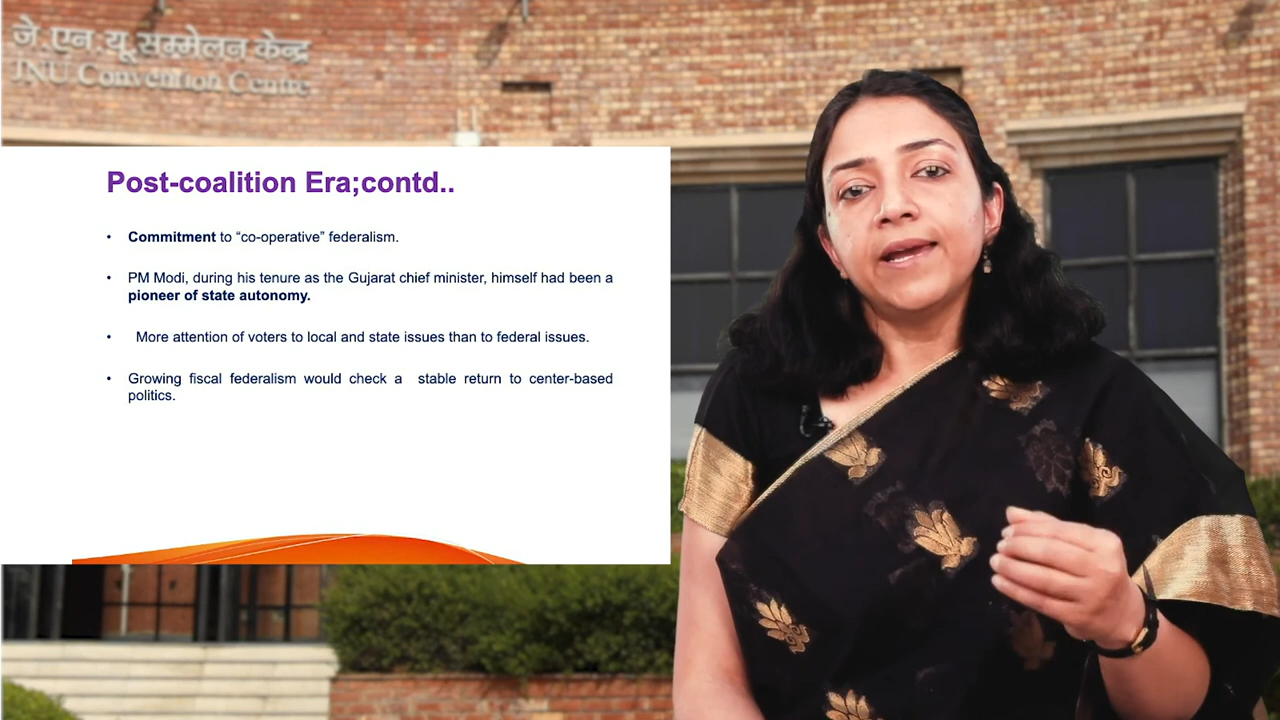 जे.एन.यू.सम्मेलन केन्द्र
JNU Convention Centre
Post-coalition Era;contd..
• Commitment to “co-operative” federalism.
• PM Modi, during his tenure as the Gujarat chief minister, himself had been a
pioneer of state autonomy.
• More attention of voters to local and state issues than to federal issues.
• Growing fiscal federalism would check a stable return to center-based
politics.